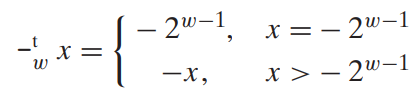 -ᵗ_w x = { - 2^{w-1}, x = - 2^{w-1}
-x, x > - 2^{w-1}